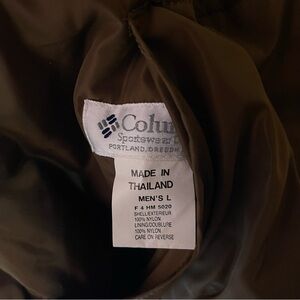 Colu
Sportswear
PORTLAND, OREGON
MADE IN
THAILAND
MEN'S L
F 4 HM 5020
SHELL/EXTERIEUR
100% NYLON
LINING/DOUBLURE
100% NYLON
CARE ON REVERSE